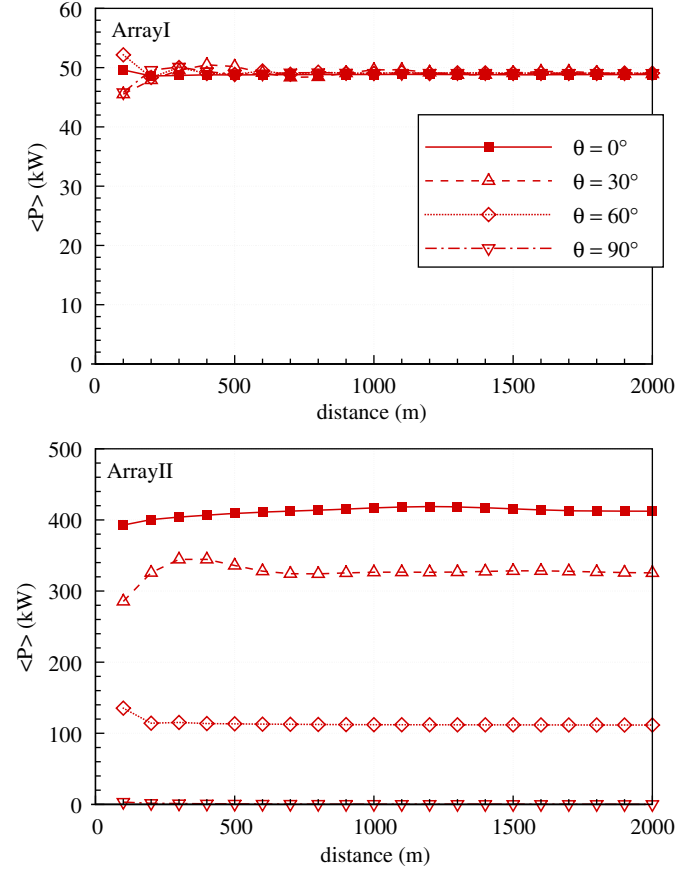 ArrayI
60
50
40
30
20
10
0
<P> (kW)
0 500 1000 1500 2000
distance (m)
θ = 0°
θ = 30°
θ = 60°
θ = 90°
ArrayII
500
400
300
200
100
0
<P> (kW)
0 500 1000 1500 2000
distance (m)